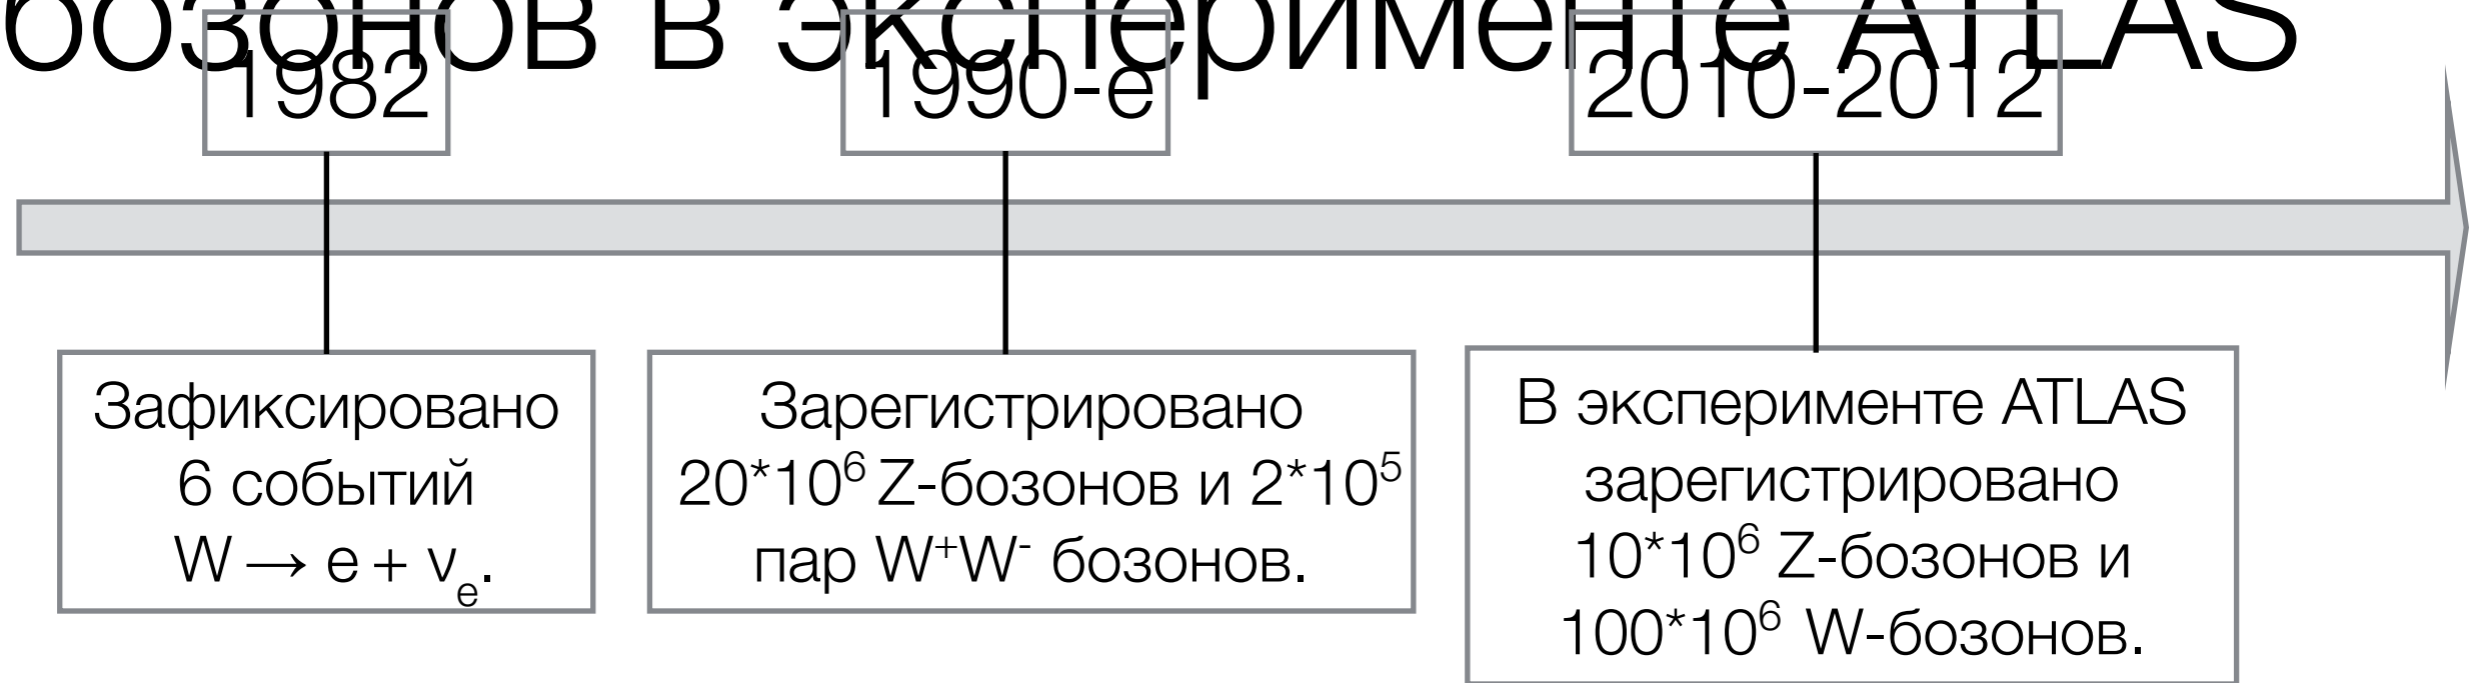 бозонов в эксперименте ATLAS
1982
1990-е
2010-2012
Зафиксировано
6 событий
W → e + νₑ.
Зарегистрировано
20*10⁶ Z-бозонов и 2*10⁵
пар W⁺W⁻ бозонов.
В эксперименте ATLAS
зарегистрировано
10*10⁶ Z-бозонов и
100*10⁶ W-бозонов.